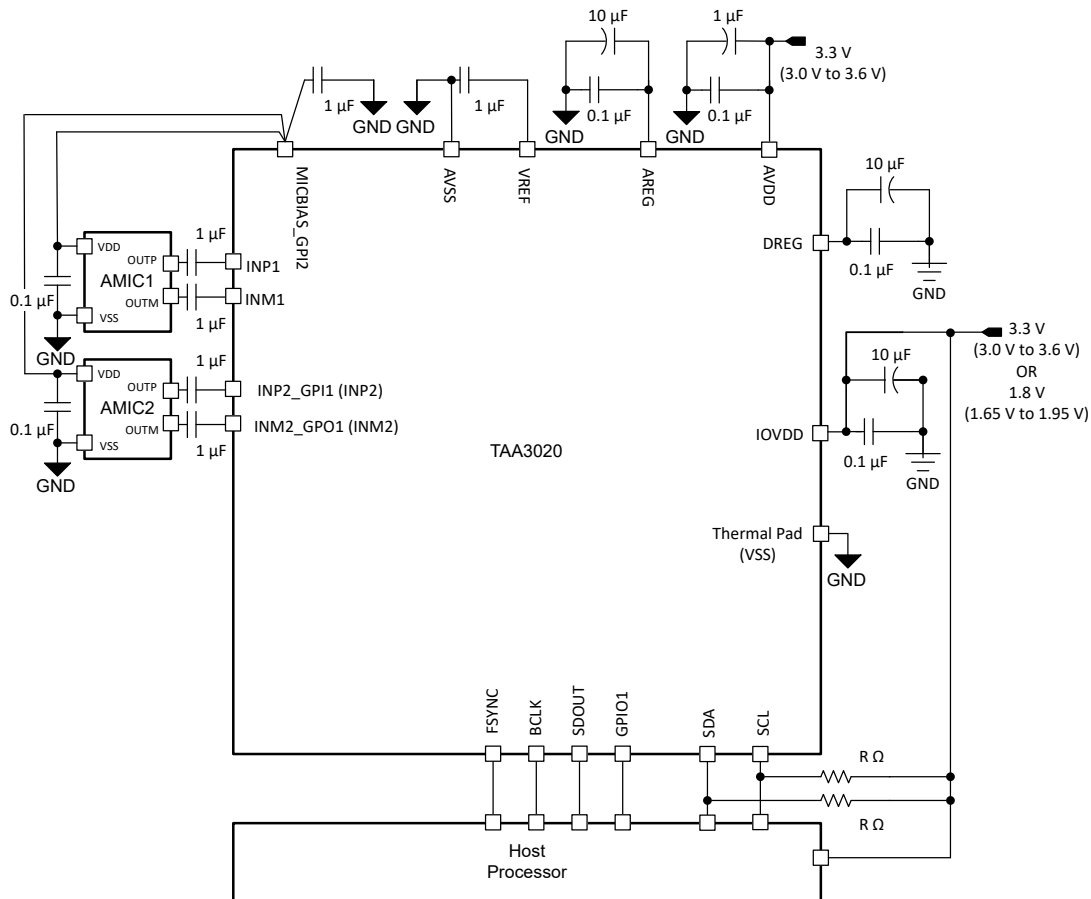 10 µF
1 µF
3.3 V
(3.0 V to 3.6 V)
1 µF
GND
GND
1 µF
0.1 µF
GND
0.1 µF
GND
MICBIAS_GPI2
AVSS
VREF
AREG
AVDD
10 µF
DREG
0.1 µF
GND
1 µF
VDD
OUTP
INP1
AMIC1
0.1 µF
OUTM
INM1
VSS
1 µF
GND
1 µF
VDD
OUTP
INP2_GPI1 (INP2)
AMIC2
0.1 µF
OUTM
INM2_GPO1 (INM2)
VSS
1 µF
GND
3.3 V
(3.0 V to 3.6 V)
OR
1.8 V
(1.65 V to 1.95 V)
10 µF
IOVDD
0.1 µF
GND
TAA3020
Thermal Pad
(VSS)
GND
FSYNC
BCLK
SDOUT
GPIO1
SDA
SCL
R Ω
R Ω
Host
Processor